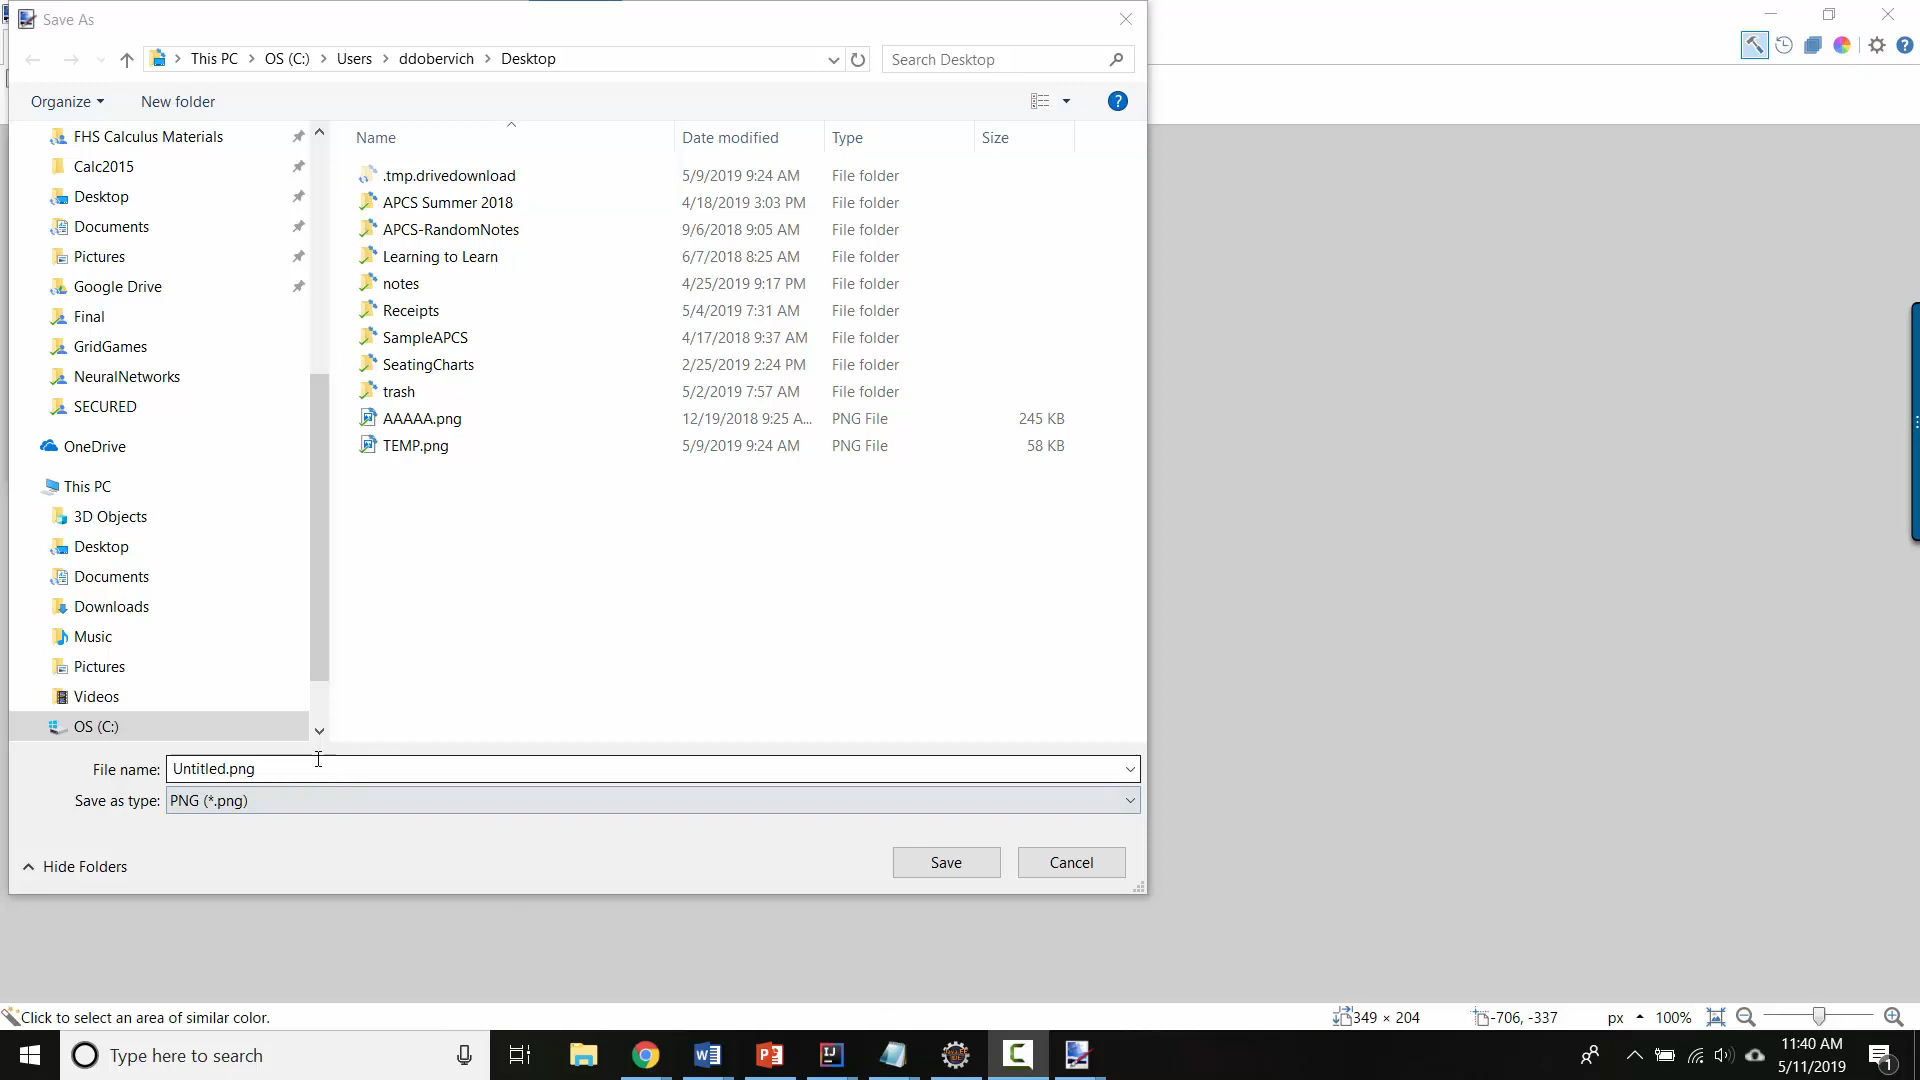 Save As
This PC > OS (C:) > Users > ddobervich > Desktop
Search Desktop
Organize
New folder
?
?
Name
Date modified
Type
Size
FHS Calculus Materials
Calc2015
Desktop
Documents
Pictures
Google Drive
Final
GridGames
NeuralNetworks
SECURED
OneDrive
This PC
3D Objects
Desktop
Documents
Downloads
Music
Pictures
Videos
OS (C:)
.tmp.drivedownload 5/9/2019 9:24 AM File folder
APCS Summer 2018 4/18/2019 3:03 PM File folder
APCS-RandomNotes 9/6/2018 9:05 AM File folder
Learning to Learn 6/7/2018 8:25 AM File folder
notes 4/25/2019 9:17 PM File folder
Receipts 5/4/2019 7:31 AM File folder
SampleAPCS 4/17/2018 9:37 AM File folder
SeatingCharts 2/25/2019 2:24 PM File folder
trash 5/2/2019 7:57 AM File folder
AAAAA.png 12/19/2018 9:25 A... PNG File 245 KB
TEMP.png 5/9/2019 9:24 AM PNG File 58 KB
File name: Untitled.png
Save as type: PNG (*.png)
Hide Folders
Save
Cancel
Click to select an area of similar color.
349 × 204
-706, -337
px
100%
Type here to search
11:40 AM
5/11/2019
1